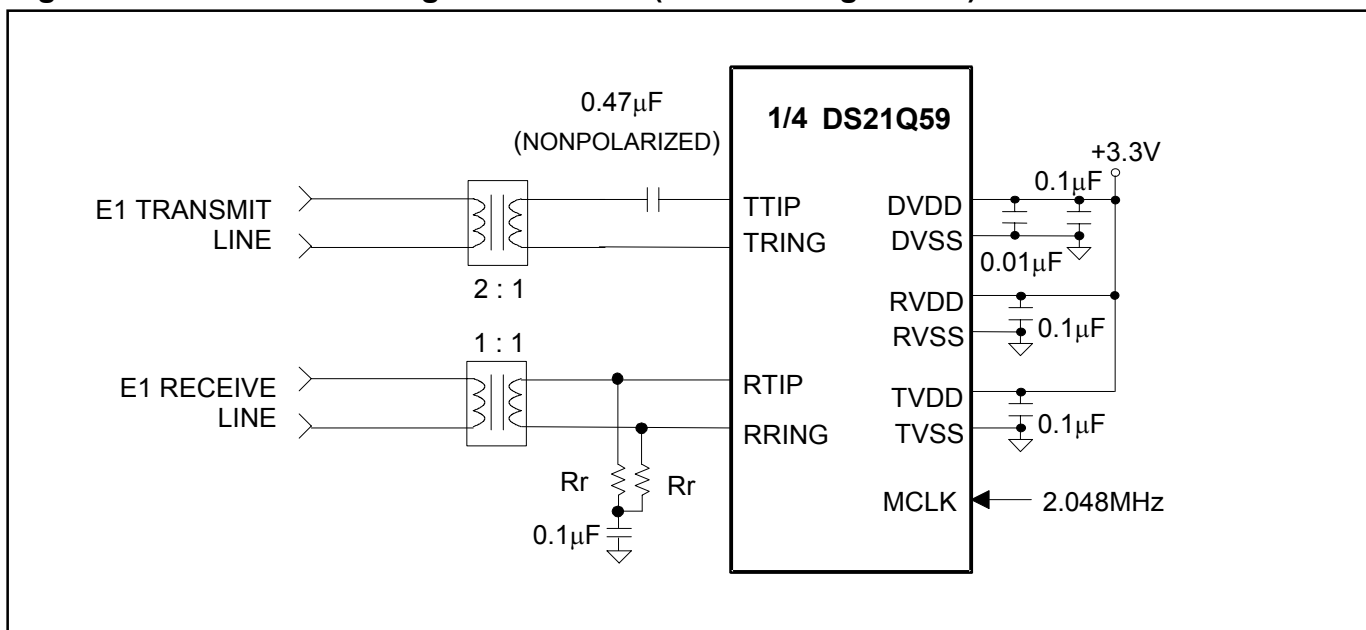 0.47μF
(NONPOLARIZED)
1/4 DS21Q59
+3.3V
0.1μF
E1 TRANSMIT
LINE
TTIP
TRING
DVDD
DVSS
0.01μF
2 : 1
RVDD
RVSS
0.1μF
1 : 1
E1 RECEIVE
LINE
RTIP
RRING
TVDD
TVSS
0.1μF
Rr
Rr
MCLK
2.048MHz
0.1μF